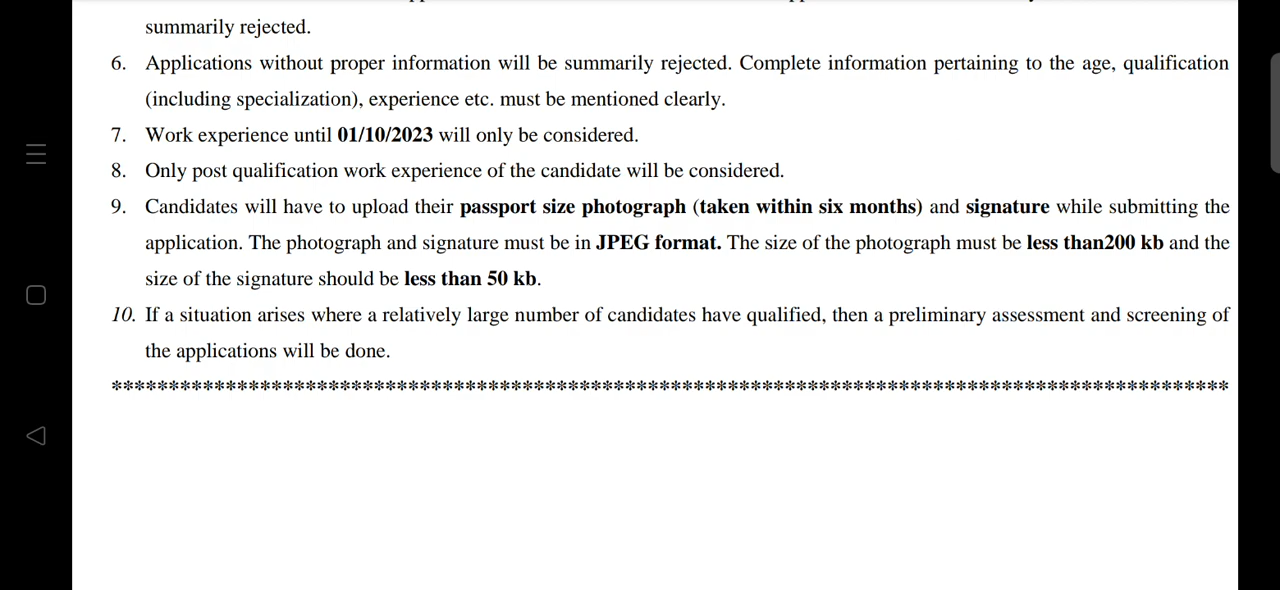 summarily rejected.
6. Applications without proper information will be summarily rejected. Complete information pertaining to the age, qualification
(including specialization), experience etc. must be mentioned clearly.
7. Work experience until 01/10/2023 will only be considered.
8. Only post qualification work experience of the candidate will be considered.
9. Candidates will have to upload their passport size photograph (taken within six months) and signature while submitting the
application. The photograph and signature must be in JPEG format. The size of the photograph must be less than200 kb and the
size of the signature should be less than 50 kb.
10. If a situation arises where a relatively large number of candidates have qualified, then a preliminary assessment and screening of
the applications will be done.
**************************************************************************************************